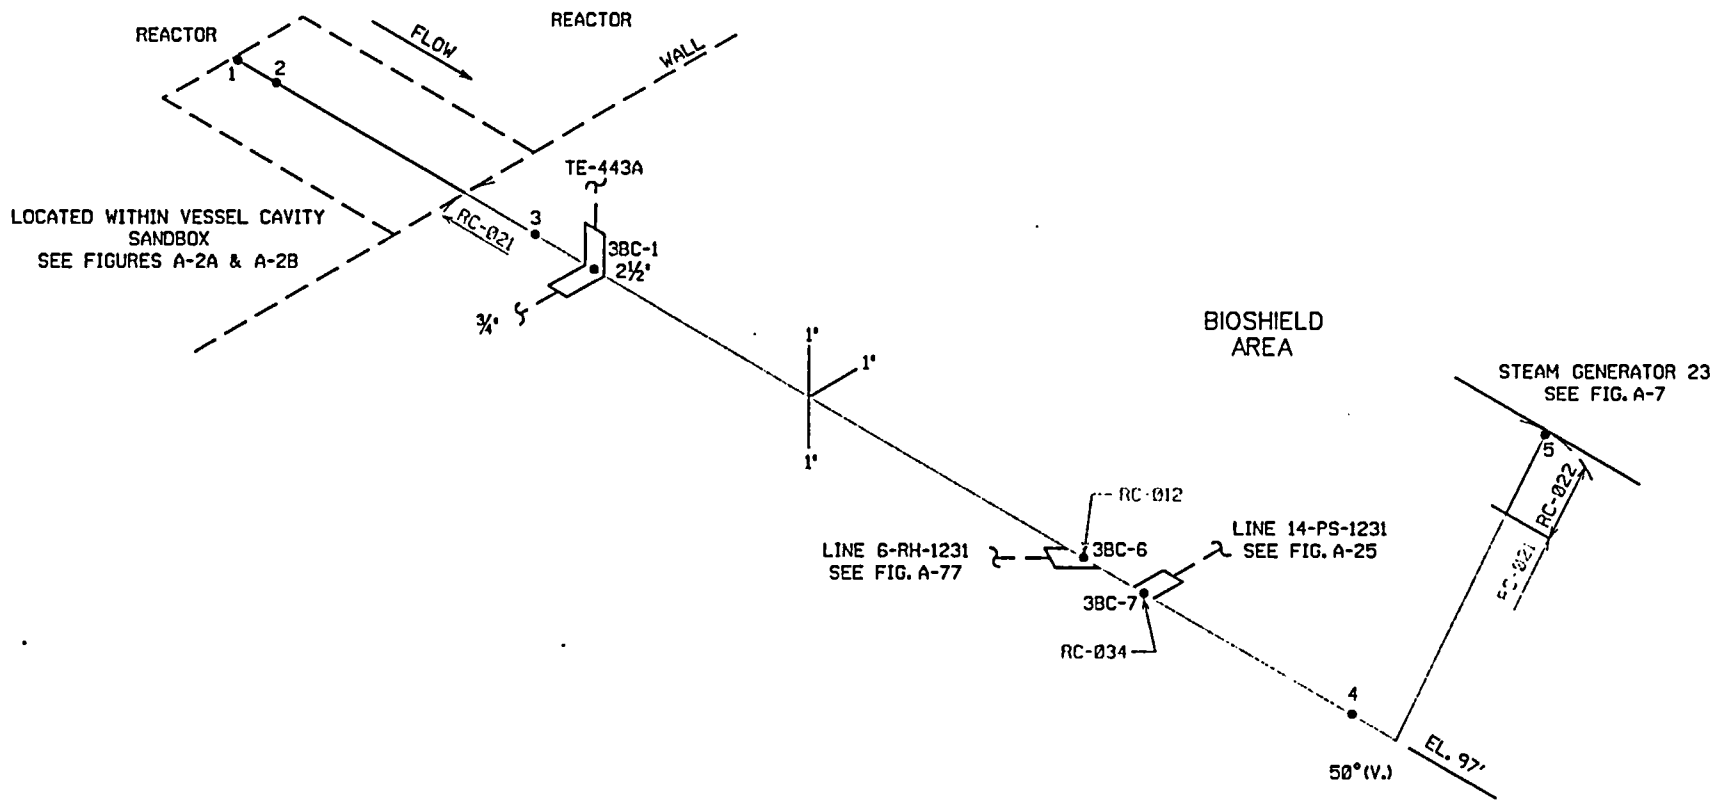 REACTOR
REACTOR
FLOW
WALL
1
2
TE-443A
LOCATED WITHIN VESSEL CAVITY
SANDBOX
SEE FIGURES A-2A & A-2B
RC-021
3
3BC-1
2½"
¾"
1"
1"
1"
BIOSHIELD
AREA
STEAM GENERATOR 23
SEE FIG. A-7
5
RC-022
RC-012
LINE 6-RH-1231
SEE FIG. A-77
3BC-6
LINE 14-PS-1231
SEE FIG. A-25
3BC-7
RC-034
RC-021
4
EL. 97'
50°(V.)